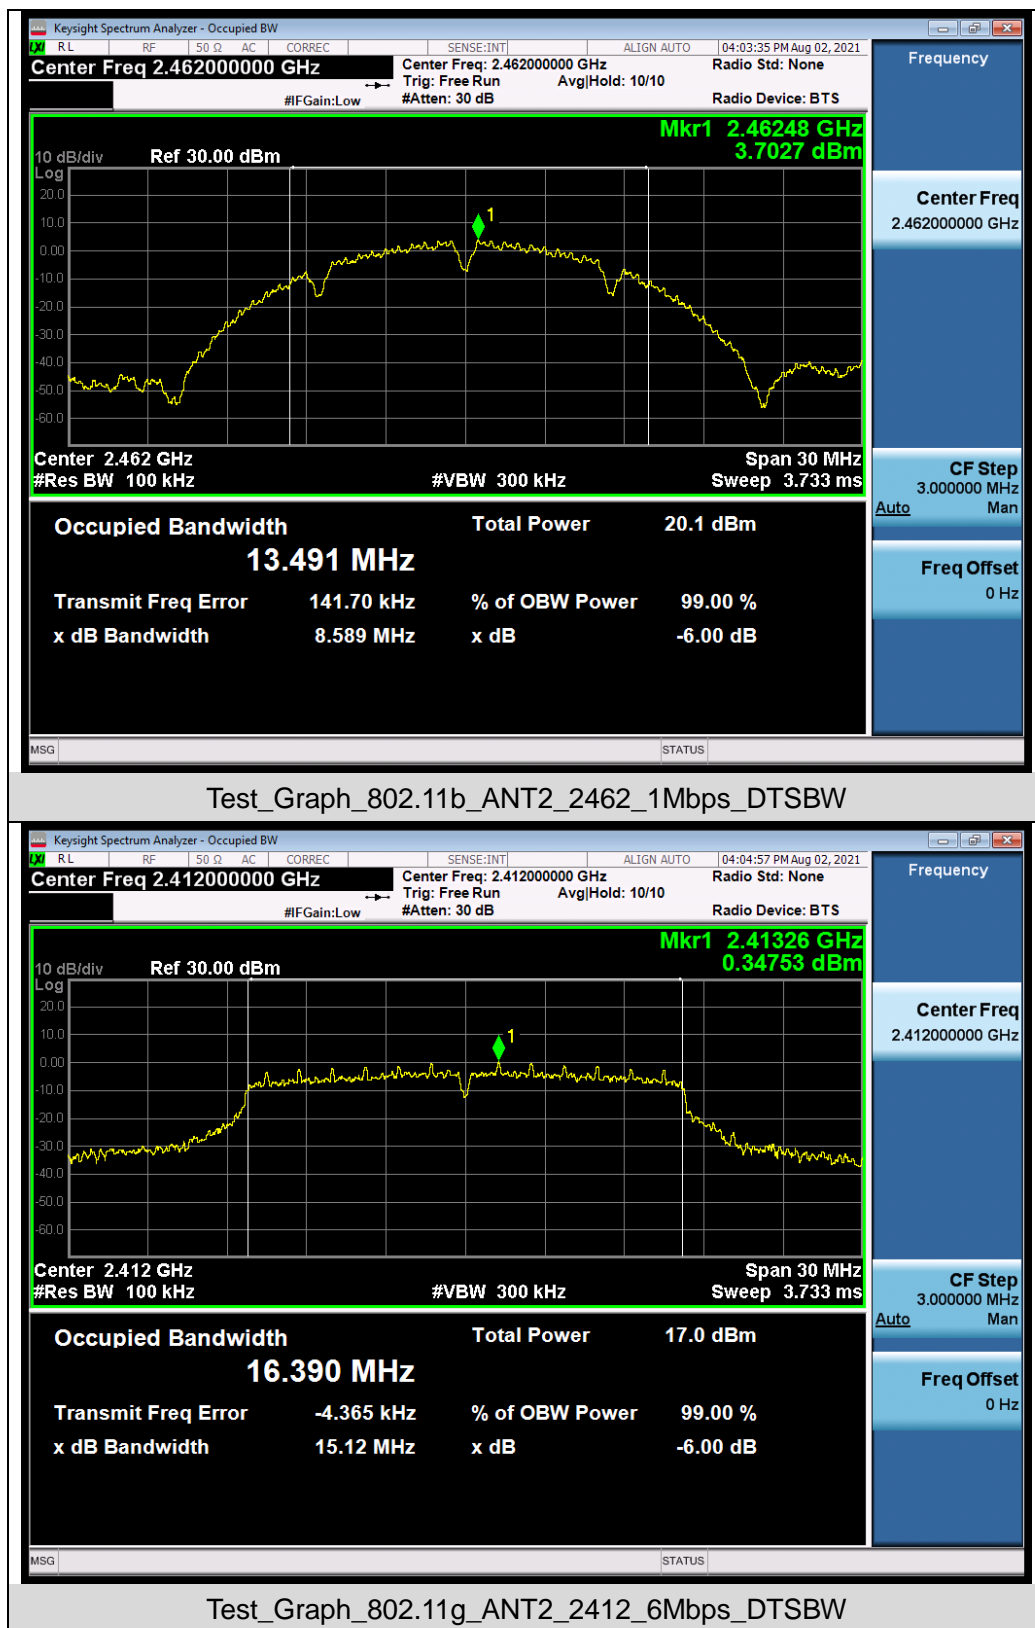 Keysight Spectrum Analyzer - Occupied BW
LXI RL RF 50 Ω AC CORREC SENSE:INT ALIGN AUTO 04:03:35 PM Aug 02, 2021
Center Freq 2.462000000 GHz Center Freq: 2.462000000 GHz Radio Std: None Frequency
Trig: Free Run Avg|Hold: 10/10
#IFGain:Low #Atten: 30 dB Radio Device: BTS
Mkr1 2.46248 GHz
10 dB/div Ref 30.00 dBm 3.7027 dBm
Log
20.0
10.0
0.00
-10.0
-20.0
-30.0
-40.0
-50.0
-60.0
1
Center Freq
2.462000000 GHz
Center 2.462 GHz Span 30 MHz
#Res BW 100 kHz #VBW 300 kHz Sweep 3.733 ms
CF Step
3.000000 MHz
Auto Man
Occupied Bandwidth Total Power 20.1 dBm
13.491 MHz
Freq Offset
0 Hz
Transmit Freq Error 141.70 kHz % of OBW Power 99.00 %
x dB Bandwidth 8.589 MHz x dB -6.00 dB
MSG STATUS
Test_Graph_802.11b_ANT2_2462_1Mbps_DTSBW
Keysight Spectrum Analyzer - Occupied BW
LXI RL RF 50 Ω AC CORREC SENSE:INT ALIGN AUTO 04:04:57 PM Aug 02, 2021
Center Freq 2.412000000 GHz Center Freq: 2.412000000 GHz Radio Std: None Frequency
Trig: Free Run Avg|Hold: 10/10
#IFGain:Low #Atten: 30 dB Radio Device: BTS
Mkr1 2.41326 GHz
10 dB/div Ref 30.00 dBm 0.34753 dBm
Log
20.0
10.0
0.00
-10.0
-20.0
-30.0
-40.0
-50.0
-60.0
1
Center Freq
2.412000000 GHz
Center 2.412 GHz Span 30 MHz
#Res BW 100 kHz #VBW 300 kHz Sweep 3.733 ms
CF Step
3.000000 MHz
Auto Man
Occupied Bandwidth Total Power 17.0 dBm
16.390 MHz
Freq Offset
0 Hz
Transmit Freq Error -4.365 kHz % of OBW Power 99.00 %
x dB Bandwidth 15.12 MHz x dB -6.00 dB
MSG STATUS
Test_Graph_802.11g_ANT2_2412_6Mbps_DTSBW